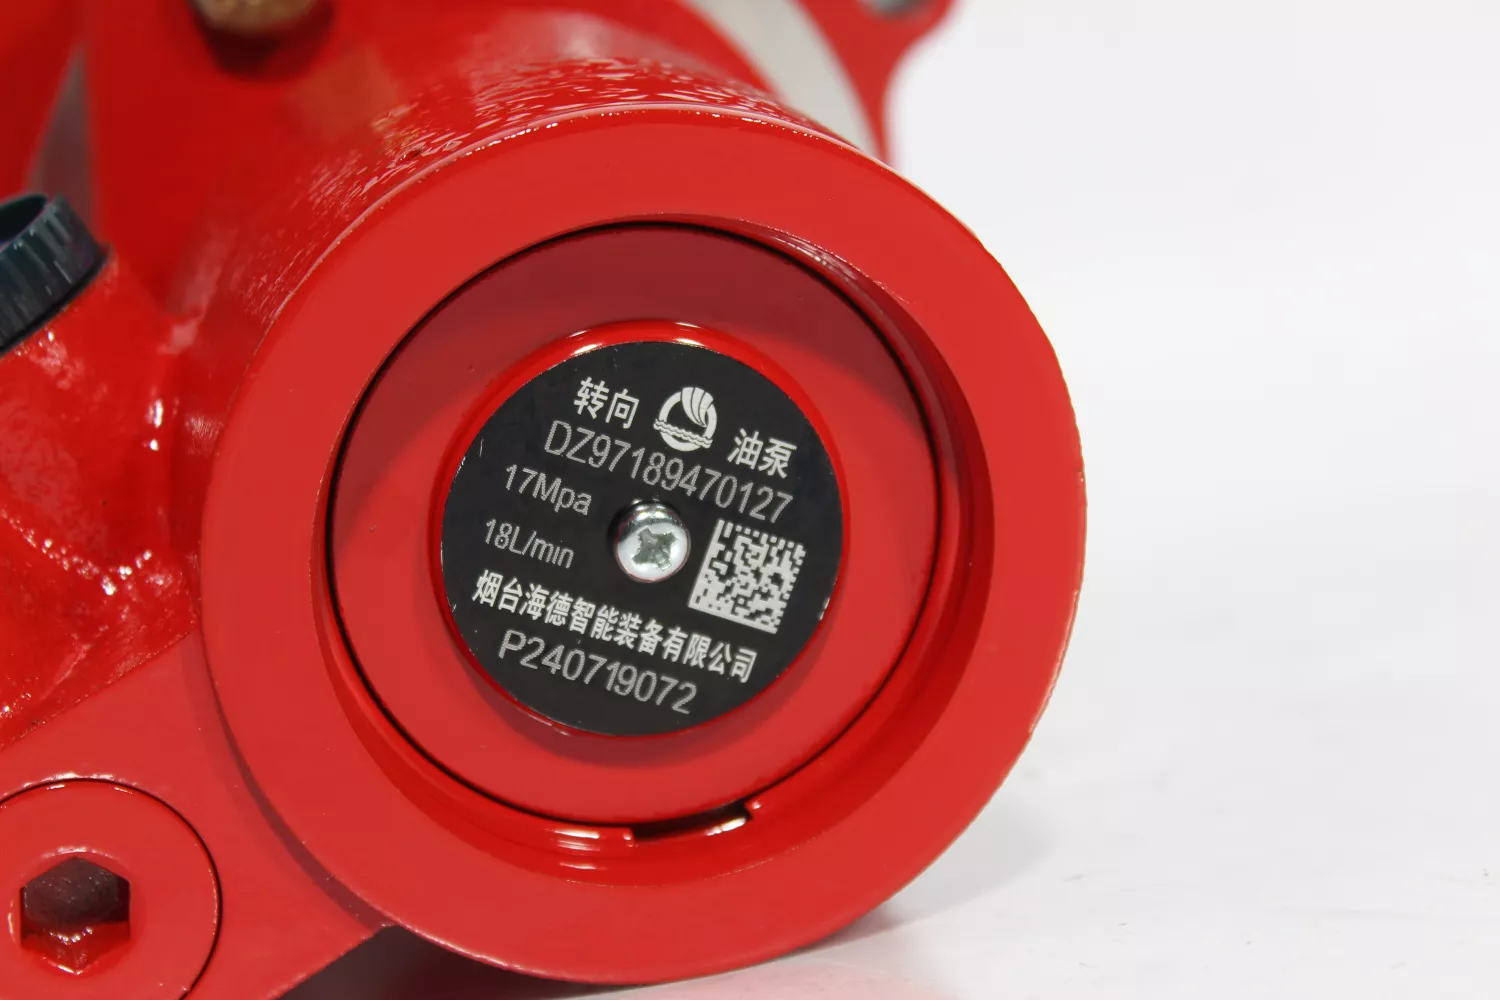 转向 油泵
DZ97189470127
17Mpa
18L/min
烟台海德智能装备有限公司
P240719072